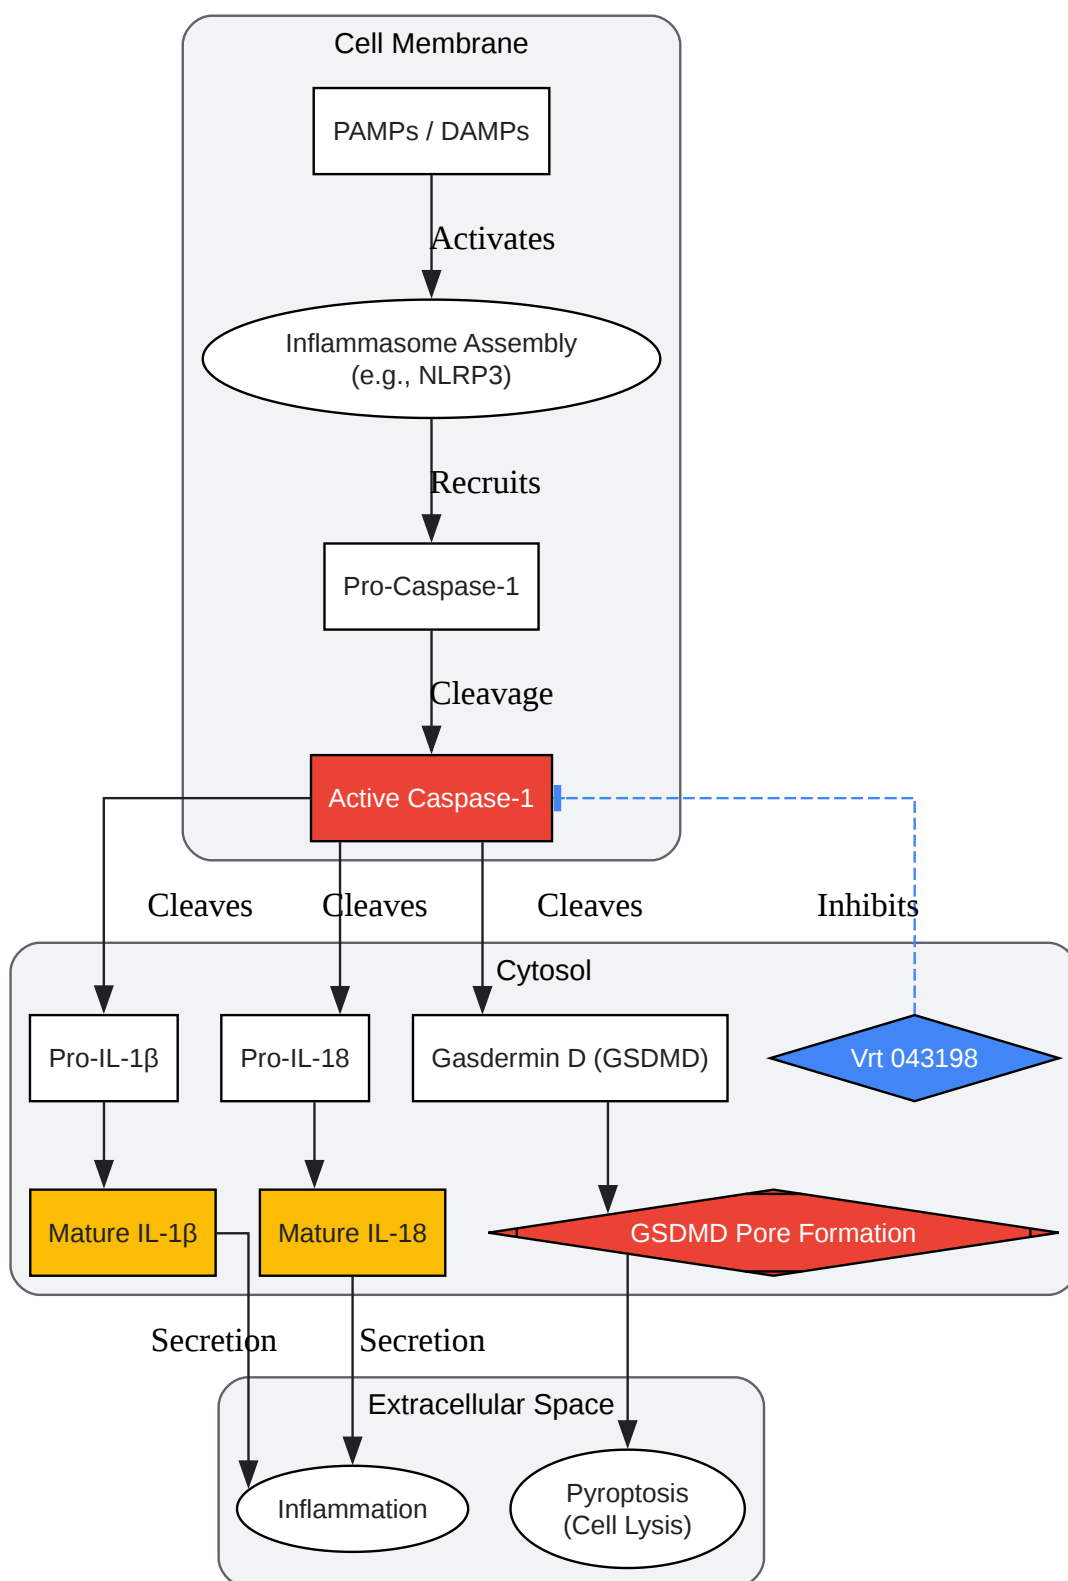 Cell Membrane
PAMPs / DAMPs
Activates
Inflammasome Assembly
(e.g., NLRP3)
Recruits
Pro-Caspase-1
Cleavage
Active Caspase-1
Cleaves
Cleaves
Cleaves
Inhibits
Cytosol
Pro-IL-1β
Pro-IL-18
Gasdermin D (GSDMD)
Vrt 043198
Mature IL-1β
Mature IL-18
GSDMD Pore Formation
Secretion
Secretion
Extracellular Space
Inflammation
Pyroptosis
(Cell Lysis)